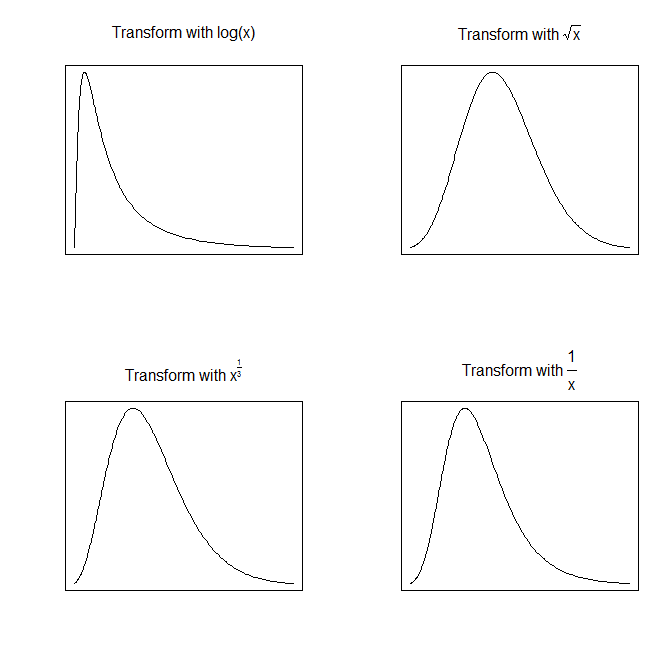 Transform with log(x)
Transform with √x
Transform with x^(1/3)
Transform with 1/x